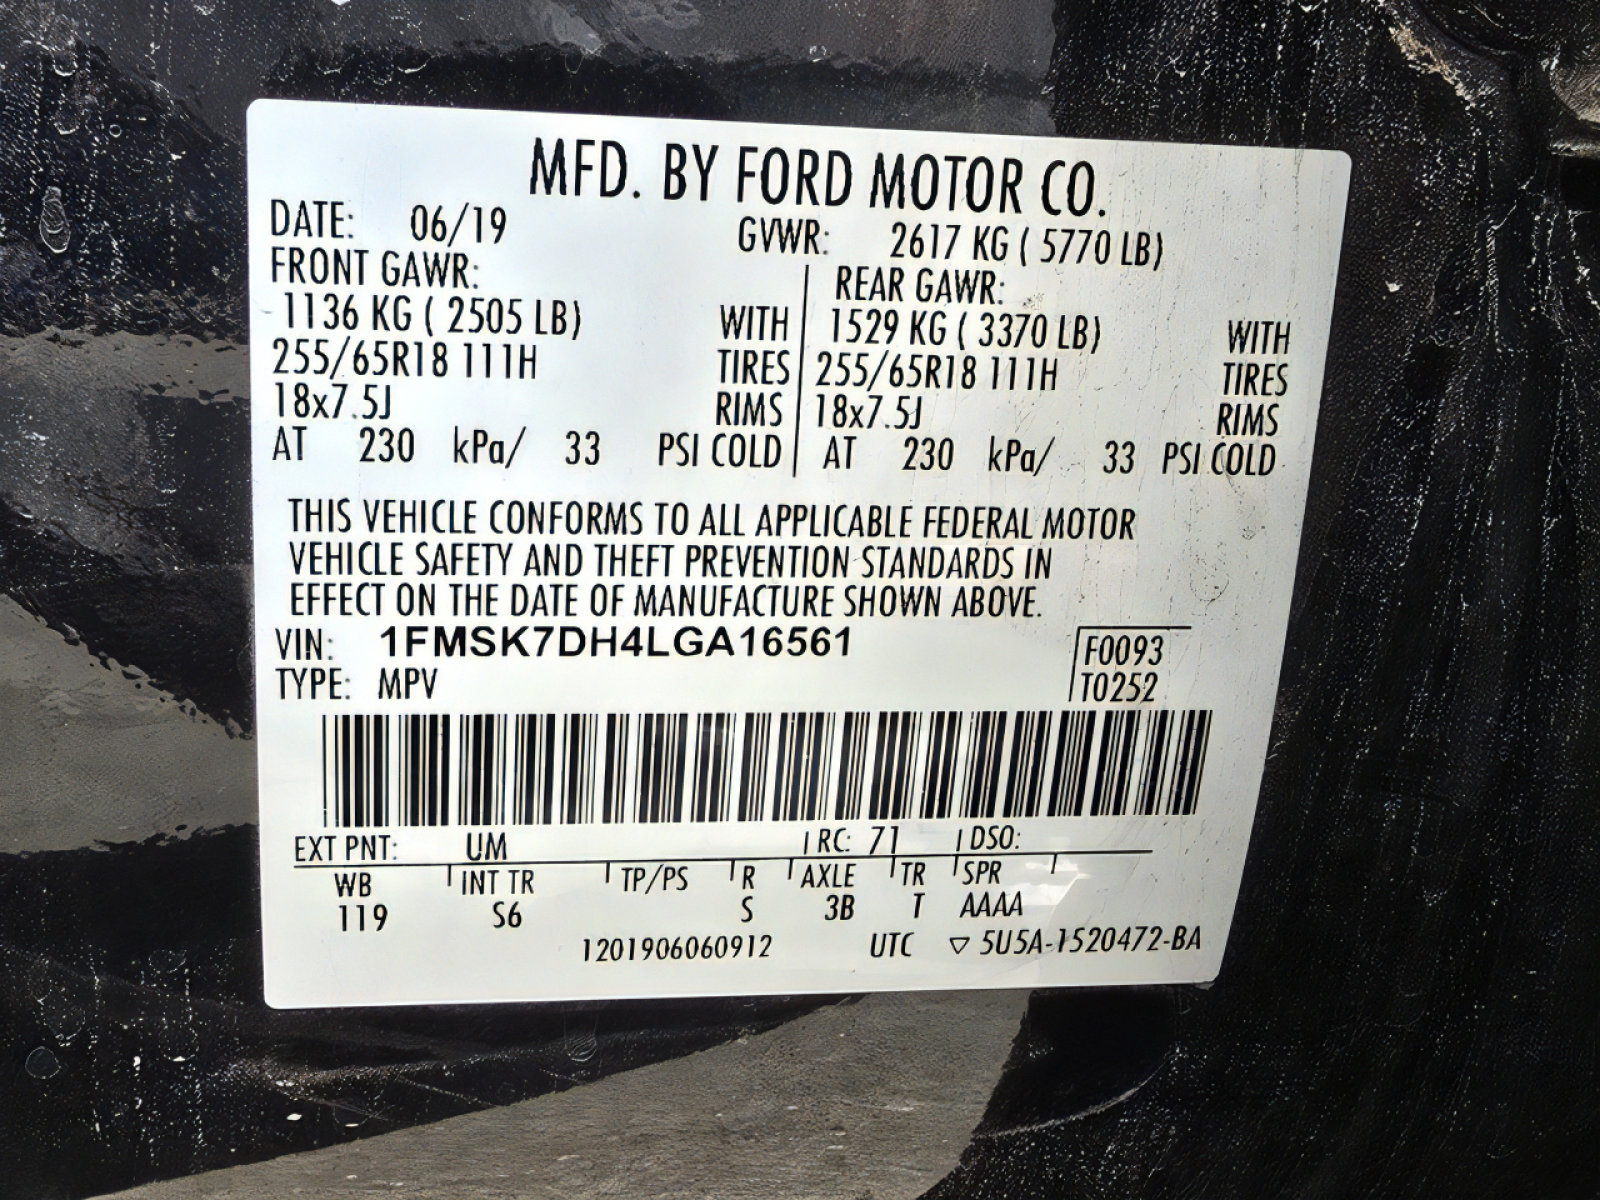 MFD. BY FORD MOTOR CO.
DATE: 06/19 GVWR: 2617 KG ( 5770 LB)
FRONT GAWR: REAR GAWR:
1136 KG ( 2505 LB) WITH 1529 KG ( 3370 LB) WITH
255/65R18 111H TIRES 255/65R18 111H TIRES
18x7.5J RIMS 18x7.5J RIMS
AT 230 kPa/ 33 PSI COLD AT 230 kPa/ 33 PSI COLD
THIS VEHICLE CONFORMS TO ALL APPLICABLE FEDERAL MOTOR
VEHICLE SAFETY AND THEFT PREVENTION STANDARDS IN
EFFECT ON THE DATE OF MANUFACTURE SHOWN ABOVE.
VIN: 1FMSK7DH4LGA16561 F0093
TYPE: MPV T0252
EXT PNT: UM RC: 71 DSO:
WB INT TR TP/PS R AXLE TR SPR
119 S6 S 3B T AAAA
1201906060912 UTC ▽ 5U5A-1520472-BA